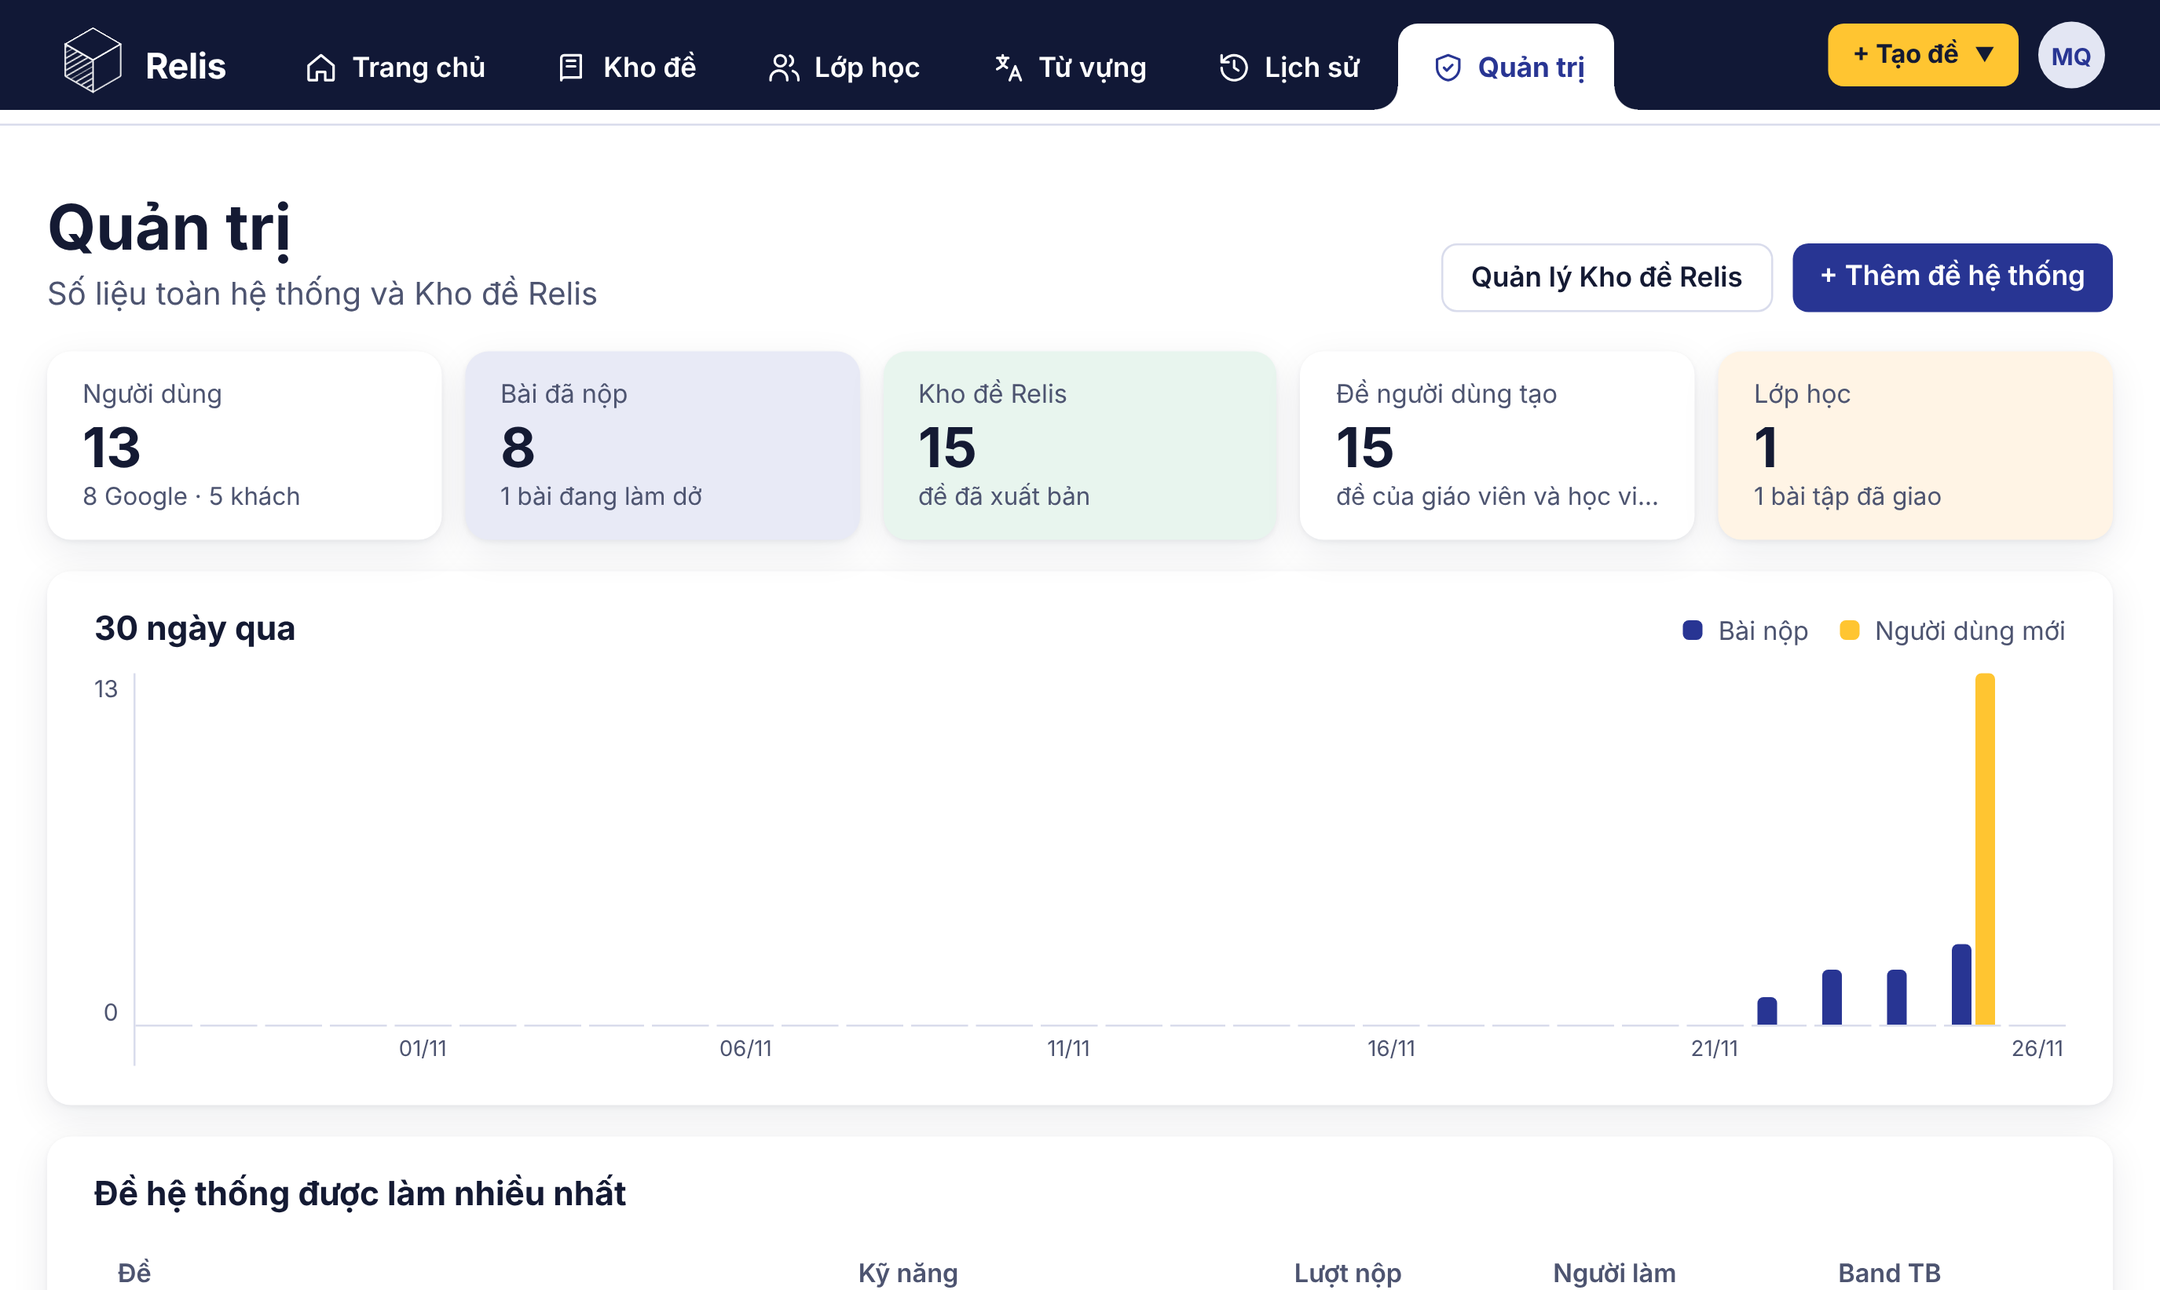 Relis
Trang chủ
Kho đề
Lớp học
Từ vựng
Lịch sử
Quản trị
+ Tạo đề ▼
MQ
Quản trị
Số liệu toàn hệ thống và Kho đề Relis
Quản lý Kho đề Relis
+ Thêm đề hệ thống
Người dùng
13
8 Google · 5 khách
Bài đã nộp
8
1 bài đang làm dở
Kho đề Relis
15
đề đã xuất bản
Đề người dùng tạo
15
đề của giáo viên và học vi...
Lớp học
1
1 bài tập đã giao
30 ngày qua
Bài nộp
Người dùng mới
13
0
01/11
06/11
11/11
16/11
21/11
26/11
Đề hệ thống được làm nhiều nhất
Đề
Kỹ năng
Lượt nộp
Người làm
Band TB